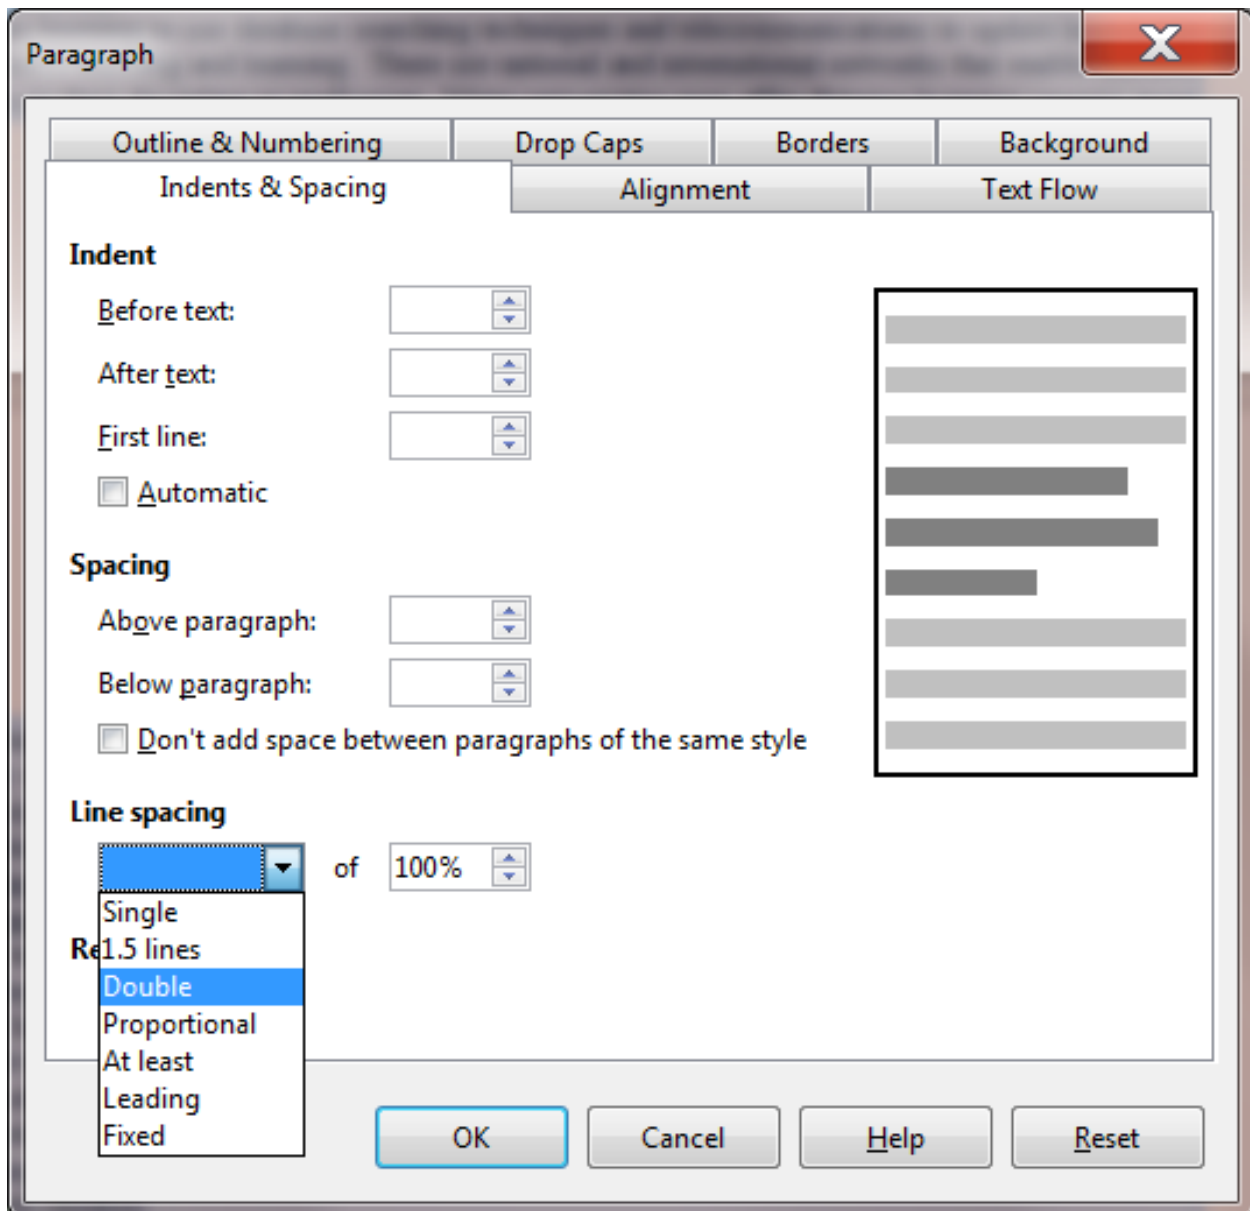 Paragraph
Outline & Numbering
Drop Caps
Borders
Background
Indents & Spacing
Alignment
Text Flow
Indent
Before text:
After text:
First line:
Automatic
Spacing
Above paragraph:
Below paragraph:
Don't add space between paragraphs of the same style
Line spacing
of 100%
Single
1.5 lines
Double
Proportional
At least
Leading
Fixed
OK
Cancel
Help
Reset